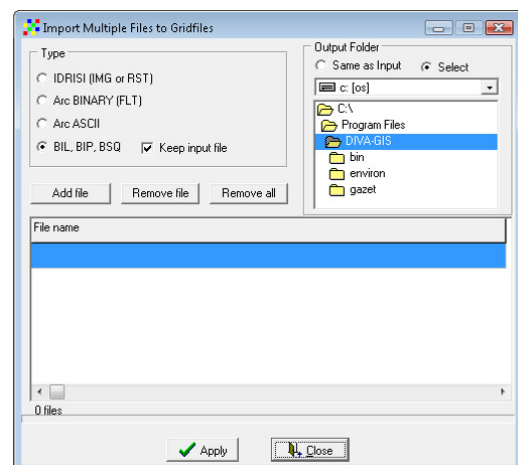 Import Multiple Files to Gridfiles
Type
IDRISI (IMG or RST)
Arc BINARY (FLT)
Arc ASCII
BIL, BIP, BSQ
Keep input file
Output Folder
Same as Input
Select
c: [os]
C:\
Program Files
DIVA-GIS
bin
environ
gazet
Add file
Remove file
Remove all
File name
0 files
Apply
Close